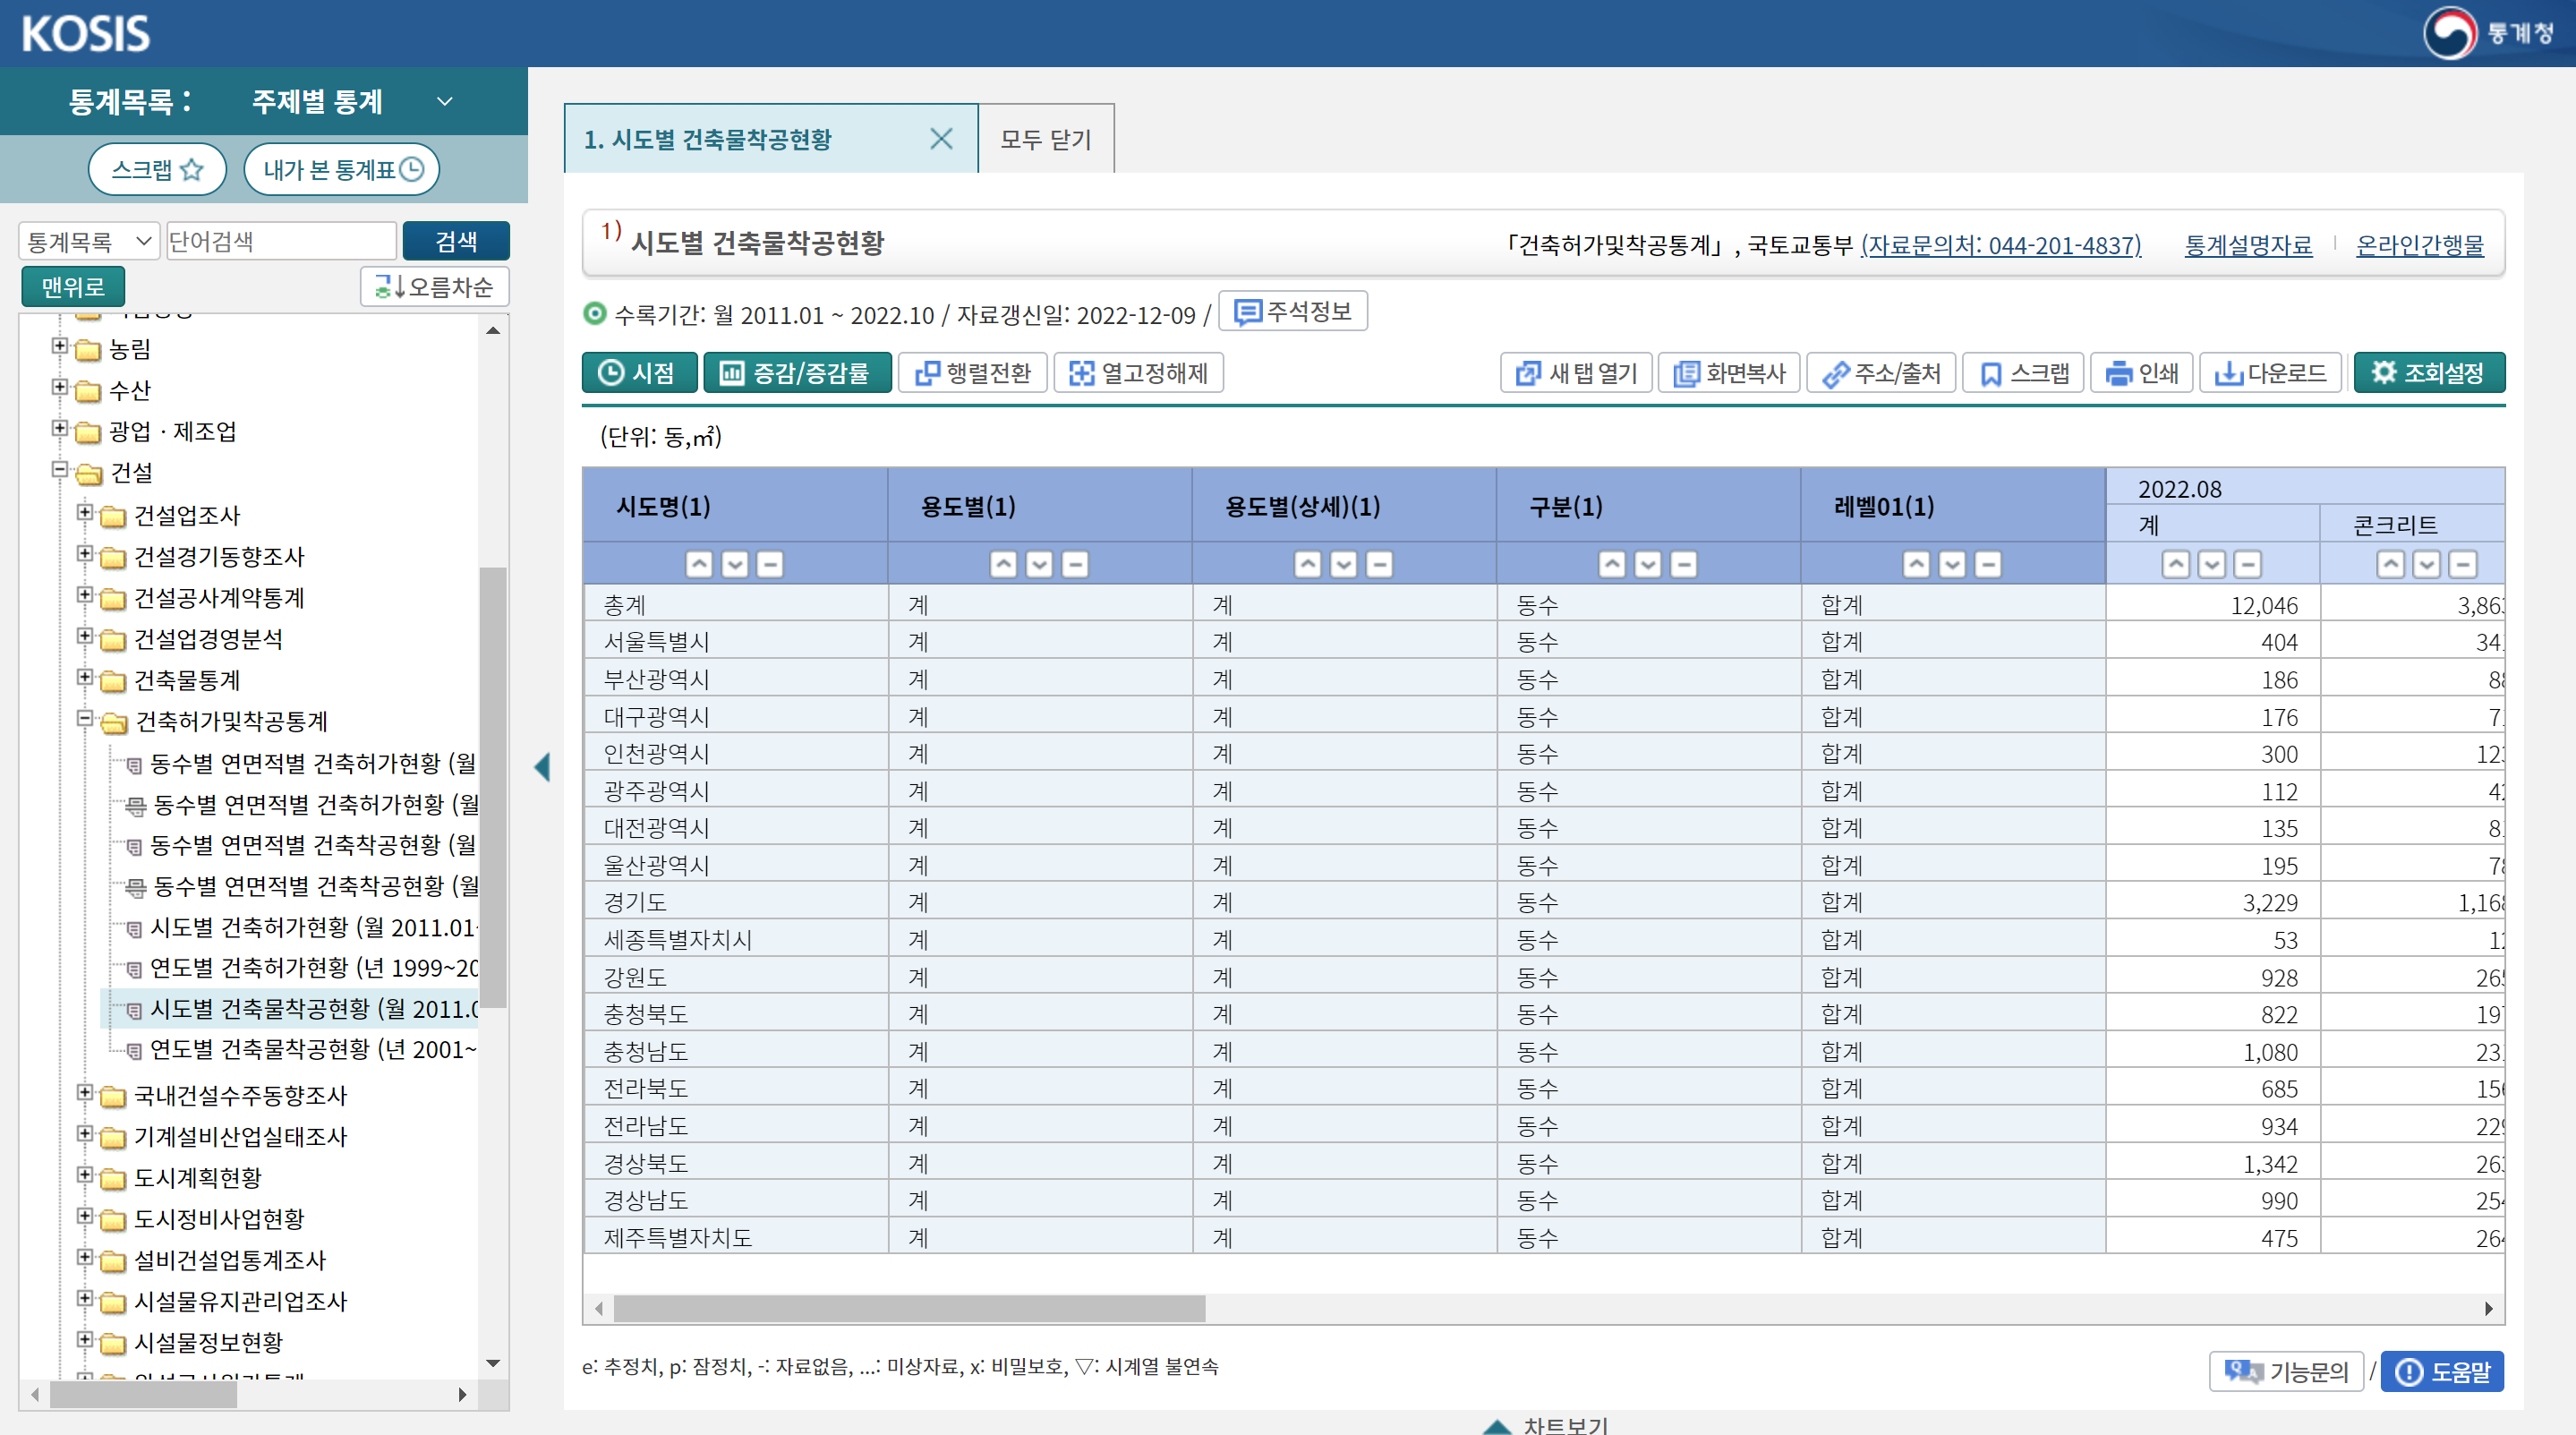 KOSIS
통계청
통계목록 :
주제별 통계
스크랩
내가 본 통계표
통계목록
단어검색
검색
맨위로
오름차순
농림
수산
광업ㆍ제조업
건설
건설업조사
건설경기동향조사
건설공사계약통계
건설업경영분석
건축물통계
건축허가및착공통계
동수별 연면적별 건축허가현황 (월
동수별 연면적별 건축허가현황 (월
동수별 연면적별 건축착공현황 (월
동수별 연면적별 건축착공현황 (월
시도별 건축허가현황 (월 2011.01
연도별 건축허가현황 (년 1999~20
시도별 건축물착공현황 (월 2011.0
연도별 건축물착공현황 (년 2001~
국내건설수주동향조사
기계설비산업실태조사
도시계획현황
도시정비사업현황
설비건설업통계조사
시설물유지관리업조사
시설물정보현황
1. 시도별 건축물착공현황
모두 닫기
1) 시도별 건축물착공현황
「건축허가및착공통계」, 국토교통부 (자료문의처: 044-201-4837)
통계설명자료
온라인간행물
수록기간: 월 2011.01 ~ 2022.10 / 자료갱신일: 2022-12-09 /
주석정보
시점
증감/증감률
행렬전환
열고정해제
새 탭 열기
화면복사
주소/출처
스크랩
인쇄
다운로드
조회설정
(단위: 동,㎡)
시도명(1) 용도별(1) 용도별(상세)(1) 구분(1) 레벨01(1) 2022.08
계 콘크리트
총계 계 계 동수 합계 12,046 3,863
서울특별시 계 계 동수 합계 404 34
부산광역시 계 계 동수 합계 186 8
대구광역시 계 계 동수 합계 176 7
인천광역시 계 계 동수 합계 300 12
광주광역시 계 계 동수 합계 112 4
대전광역시 계 계 동수 합계 135 8
울산광역시 계 계 동수 합계 195 7
경기도 계 계 동수 합계 3,229 1,16
세종특별자치시 계 계 동수 합계 53 1
강원도 계 계 동수 합계 928 26
충청북도 계 계 동수 합계 822 19
충청남도 계 계 동수 합계 1,080 23
전라북도 계 계 동수 합계 685 15
전라남도 계 계 동수 합계 934 22
경상북도 계 계 동수 합계 1,342 26
경상남도 계 계 동수 합계 990 25
제주특별자치도 계 계 동수 합계 475 26
e: 추정치, p: 잠정치, -: 자료없음, ...: 미상자료, x: 비밀보호, ▽: 시계열 불연속
기능문의
/
도움말
차트보기